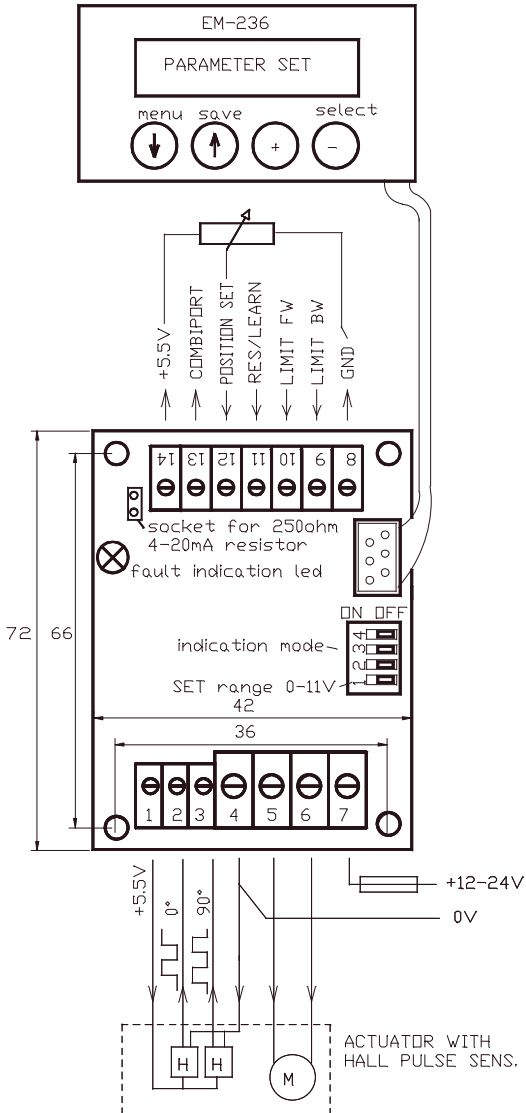 EM-236
PARAMETER SET
menu save select
+ -
+5.5V
COMBIPORT
POSITION SET
RES/LEARN
LIMIT FW
LIMIT BW
GND
14 13 12 11 10 9 8
socket for 250ohm
4-20mA resistor
fault indication led
ON OFF
4
3
2
1
indication mode
SET range 0-11V
72
66
42
36
1 2 3 4 5 6 7
+5.5V
0°
90°
+12-24V
0V
H H
M
ACTUATOR WITH
HALL PULSE SENS.